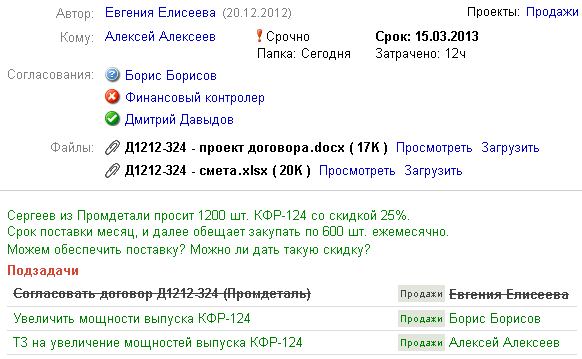 Автор: Евгения Елисеева (20.12.2012) Проекты: Продажи
Кому: Алексей Алексеев Срочно Срок: 15.03.2013
Папка: Сегодня Затрачено: 12ч
Согласования: Борис Борисов
Финансовый контролер
Дмитрий Давыдов
Файлы: Д1212-324 - проект договора.docx ( 17K ) Просмотреть Загрузить
Д1212-324 - смета.xlsx ( 20K ) Просмотреть Загрузить
Сергеев из Промдетали просит 1200 шт. КФР-124 со скидкой 25%.
Срок поставки месяц, и далее обещает закупать по 600 шт. ежемесячно.
Можем обеспечить поставку? Можно ли дать такую скидку?
Подзадачи
Согласовать договор Д1212-324 (Промдеталь) Продажи Евгения Елисеева
Увеличить мощности выпуска КФР-124 Продажи Борис Борисов
ТЗ на увеличение мощностей выпуска КФР-124 Продажи Алексей Алексеев